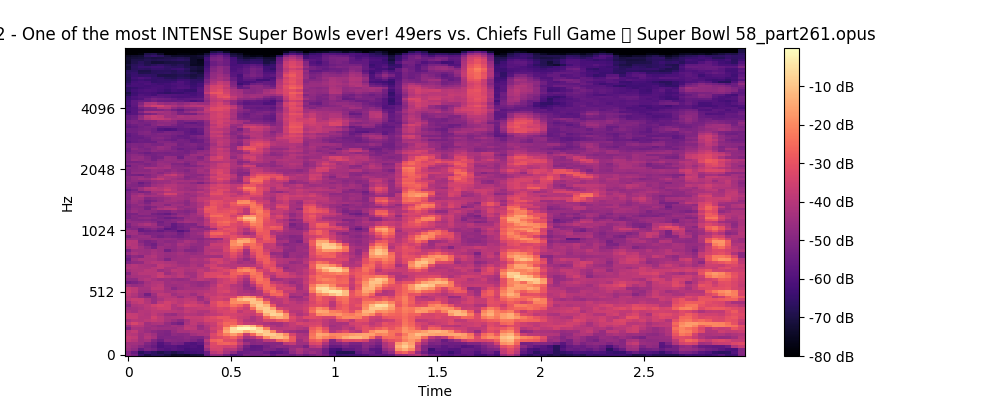 2 - One of the most INTENSE Super Bowls ever! 49ers vs. Chiefs Full Game Super Bowl 58_part261.opus
Hz
4096
2048
1024
512
0
0 0.5 1 1.5 2 2.5
Time
-10 dB
-20 dB
-30 dB
-40 dB
-50 dB
-60 dB
-70 dB
-80 dB